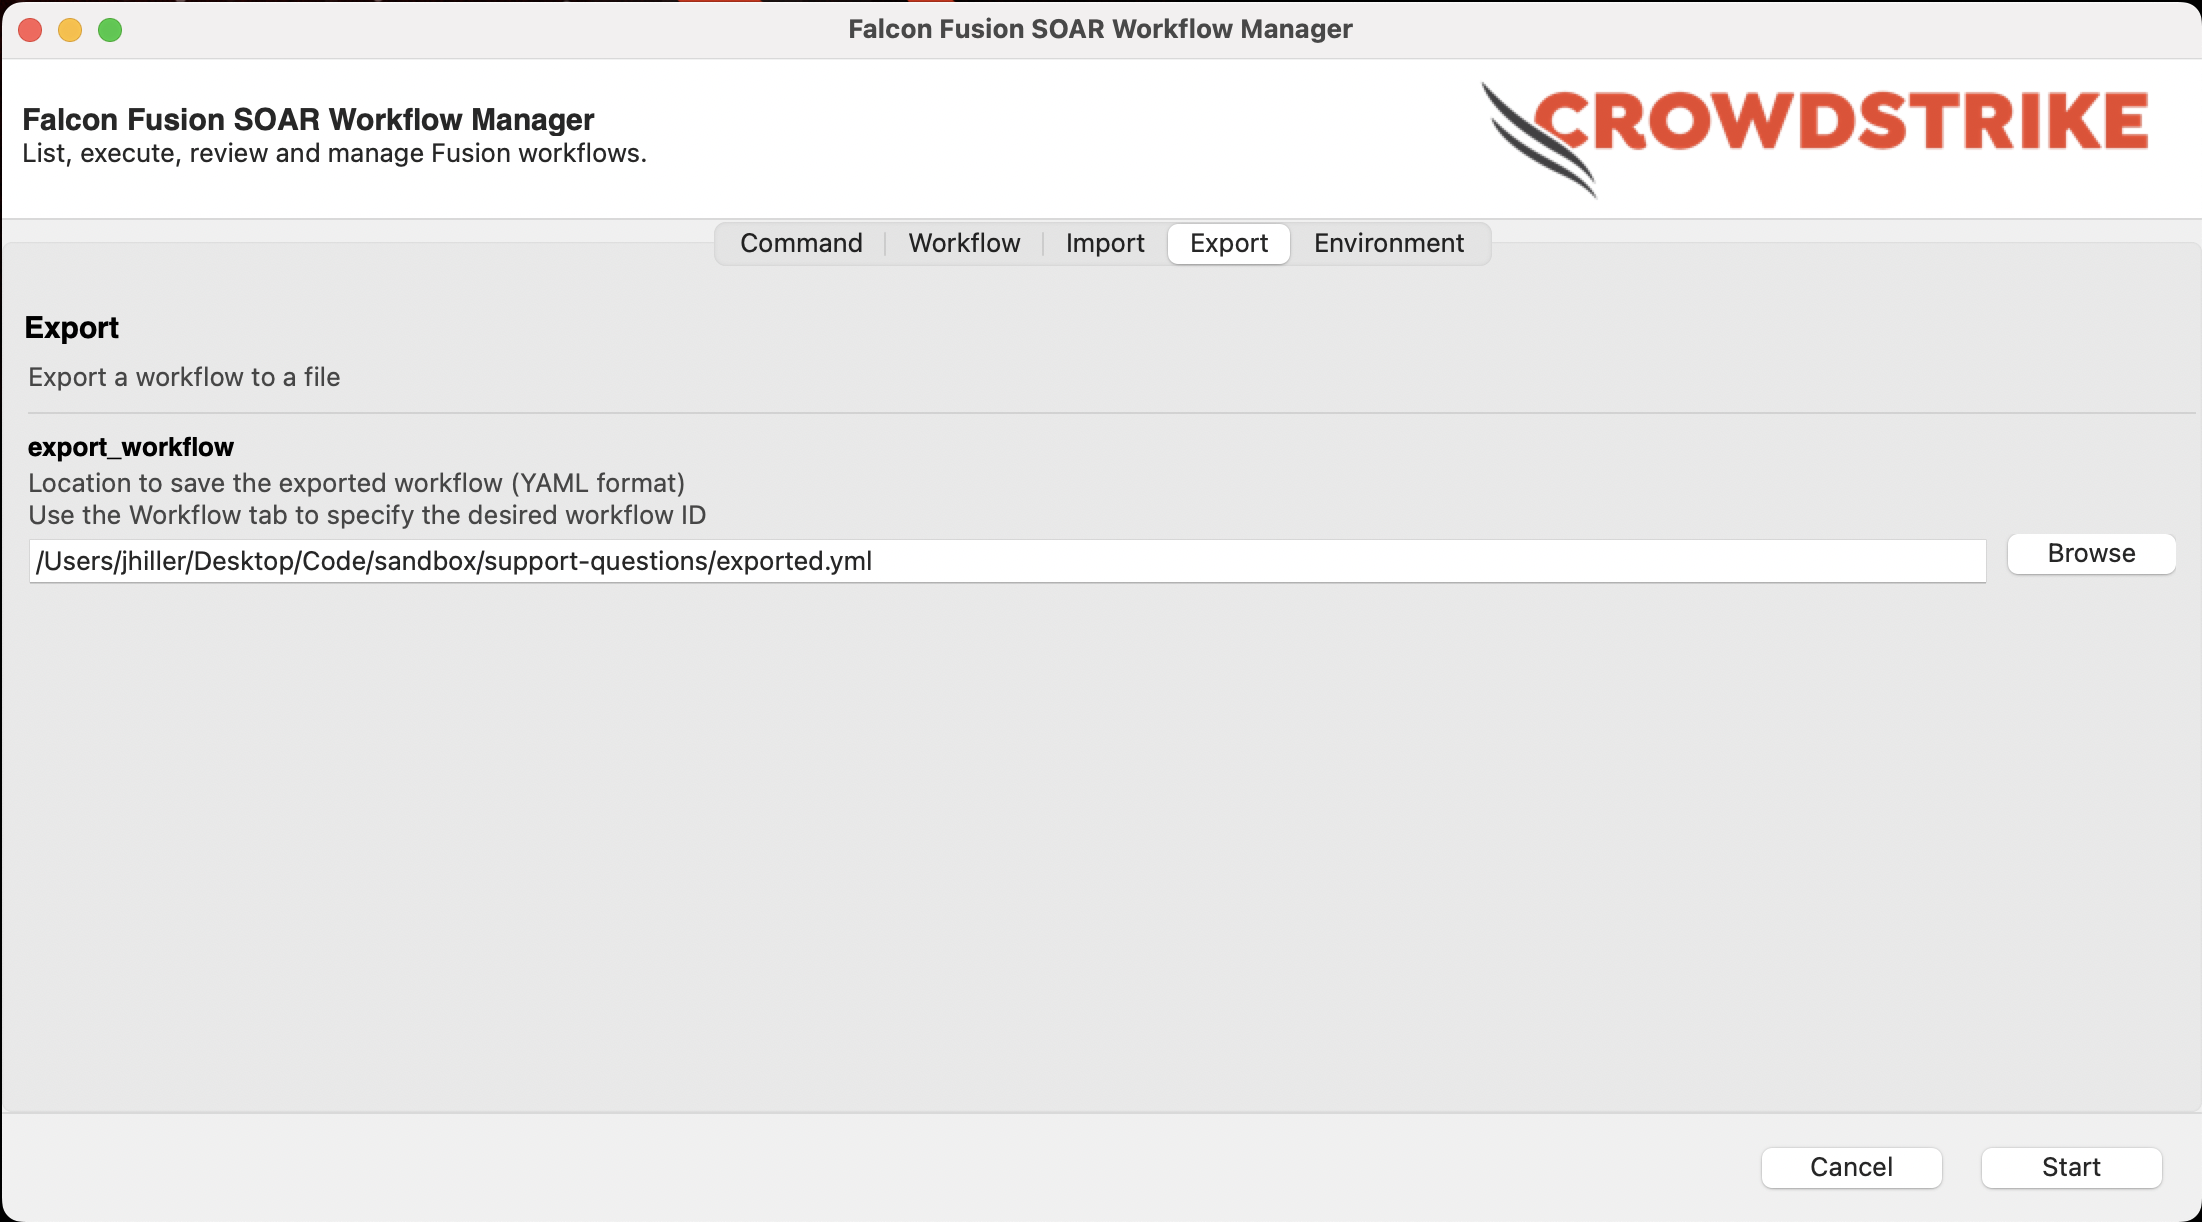 Falcon Fusion SOAR Workflow Manager
Falcon Fusion SOAR Workflow Manager
List, execute, review and manage Fusion workflows.
CROWDSTRIKE
Command Workflow Import Export Environment
Export
Export a workflow to a file
export_workflow
Location to save the exported workflow (YAML format)
Use the Workflow tab to specify the desired workflow ID
/Users/jhiller/Desktop/Code/sandbox/support-questions/exported.yml
Browse
Cancel Start